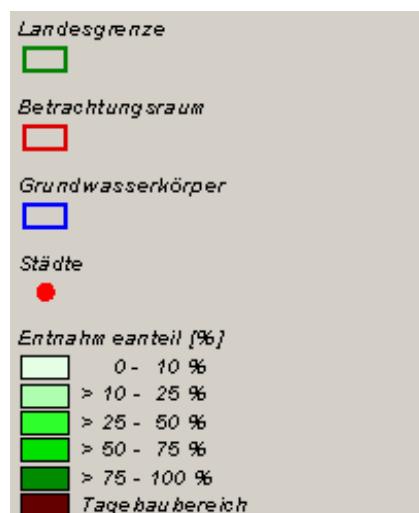 Landesgrenze
Betrachtungsraum
Grundwasserkörper
Städte
Entnahmeanteil [%]
0 - 10 %
> 10 - 25 %
> 25 - 50 %
> 50 - 75 %
> 75 - 100 %
Tagebaubereich